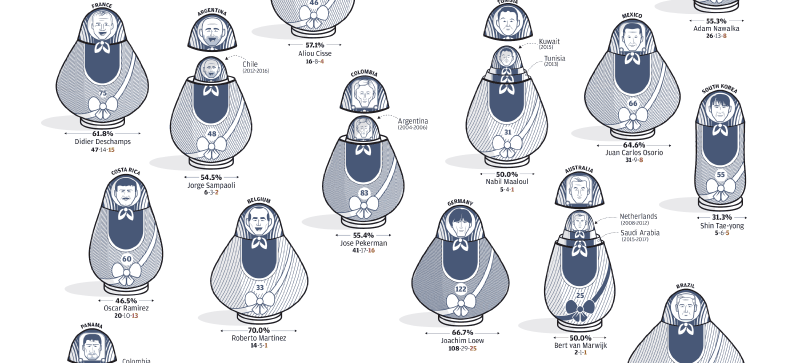 FRANCE
75
61.8%
Didier Deschamps
47-14-15
ARGENTINA
Chile
(2012-2016)
48
54.5%
Jorge Sampaoli
6-3-2
46
57.1%
Aliou Cisse
16-8-4
COLOMBIA
Argentina
(2004-2006)
83
55.4%
Jose Pekerman
41-17-16
TUNISIA
Kuwait
(2015)
Tunisia
(2013)
31
50.0%
Nabil Maaloul
5-4-1
MEXICO
66
64.6%
Juan Carlos Osorio
31-9-8
55.3%
Adam Nawalka
26-13-8
SOUTH KOREA
55
31.3%
Shin Tae-yong
5-6-5
COSTA RICA
60
46.5%
Oscar Ramirez
20-10-13
BELGIUM
33
70.0%
Roberto Martinez
14-5-1
GERMANY
122
66.7%
Joachim Loew
108-29-25
AUSTRALIA
Netherlands
(2008-2012)
Saudi Arabia
(2015-2017)
25
50.0%
Bert van Marwijk
2-1-1
BRAZIL
PANAMA
Colombia